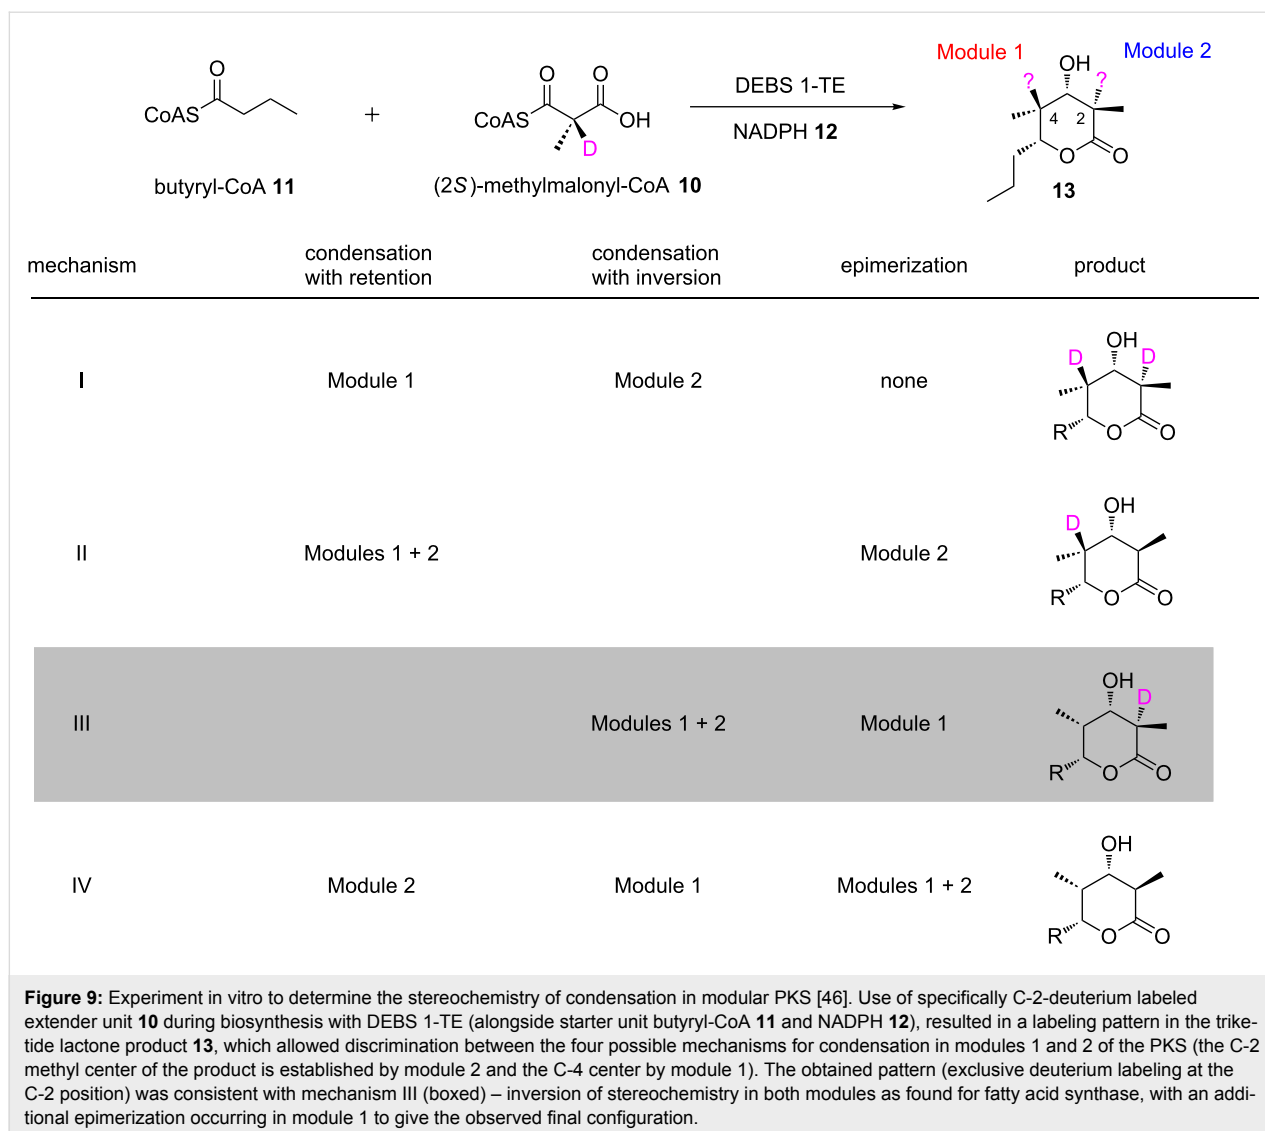 Module 1
OH
Module 2
?
?
O
CoAS
+
O
O
CoAS
OH
D
DEBS 1-TE
NADPH 12
4
2
O
O
butyryl-CoA 11
(2S)-methylmalonyl-CoA 10
13
mechanism
condensation
with retention
condensation
with inversion
epimerization
product
I
Module 1
Module 2
none
OH
D
D
R
O
O
II
Modules 1 + 2
Module 2
OH
D
R
O
O
III
Modules 1 + 2
Module 1
OH
D
R
O
O
IV
Module 2
Module 1
Modules 1 + 2
OH
R
O
O
Figure 9: Experiment in vitro to determine the stereochemistry of condensation in modular PKS [46]. Use of specifically C-2-deuterium labeled
extender unit 10 during biosynthesis with DEBS 1-TE (alongside starter unit butyryl-CoA 11 and NADPH 12), resulted in a labeling pattern in the trike-
tide lactone product 13, which allowed discrimination between the four possible mechanisms for condensation in modules 1 and 2 of the PKS (the C-2
methyl center of the product is established by module 2 and the C-4 center by module 1). The obtained pattern (exclusive deuterium labeling at the
C-2 position) was consistent with mechanism III (boxed) – inversion of stereochemistry in both modules as found for fatty acid synthase, with an addi-
tional epimerization occurring in module 1 to give the observed final configuration.